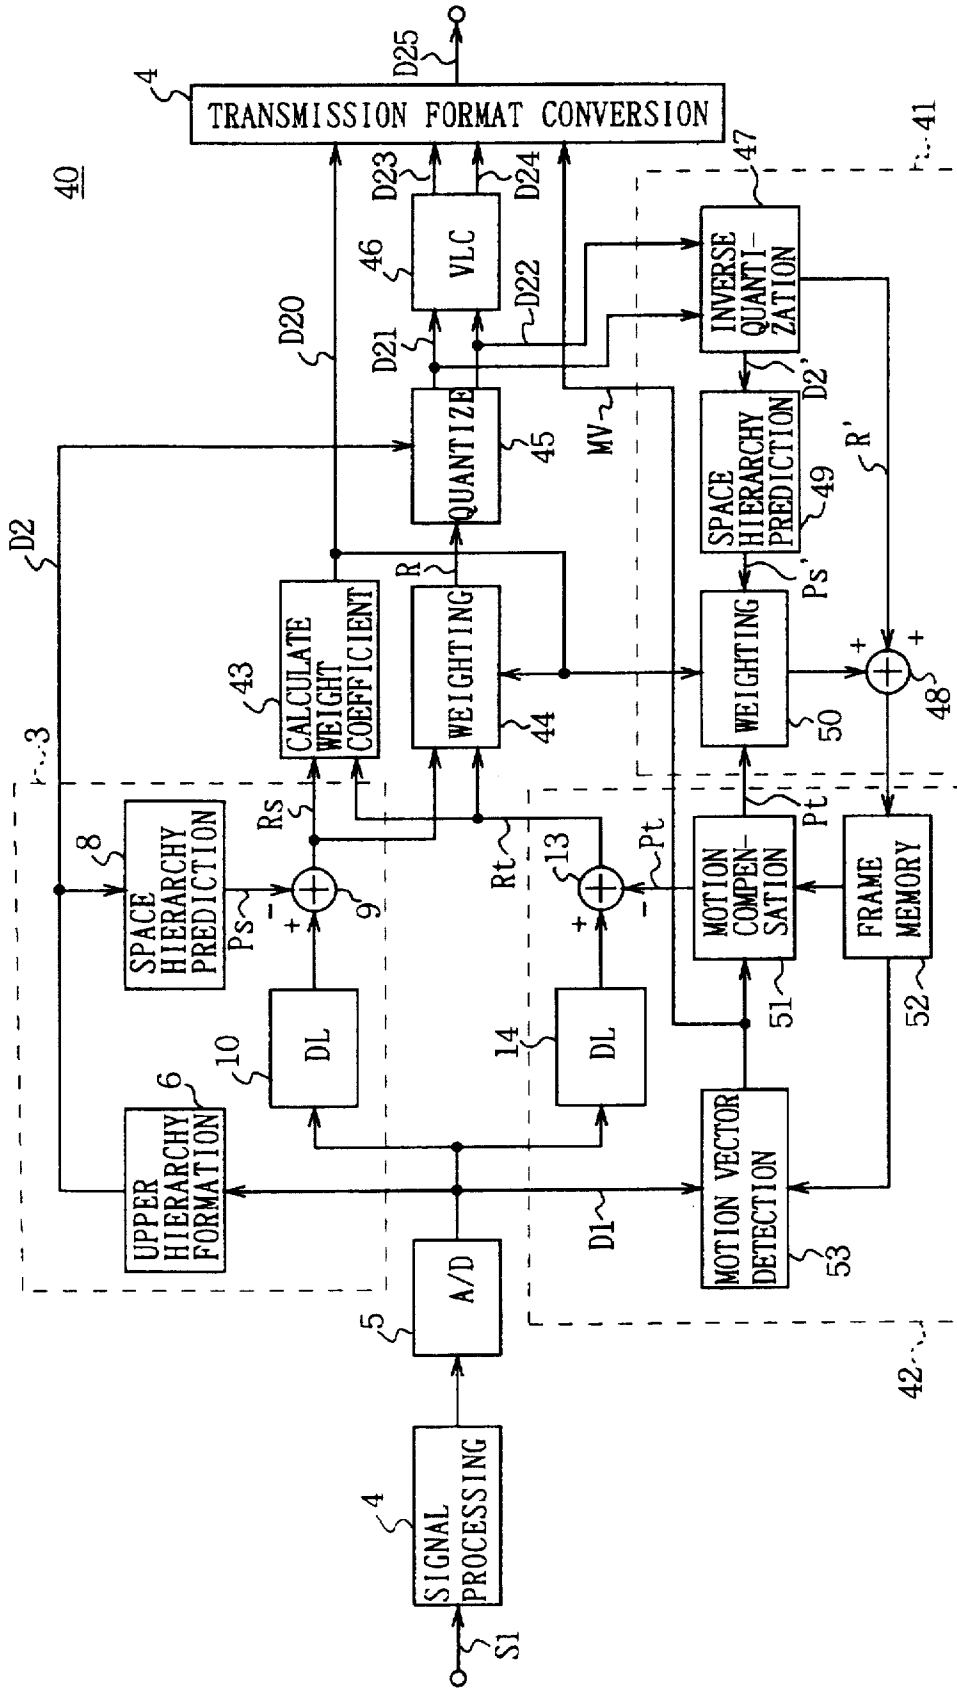 40
S1
4
SIGNAL
PROCESSING
5
A/D
3
D2
6
UPPER
HIERARCHY
FORMATION
8
SPACE
HIERARCHY
PREDICTION
Ps
10
DL
+
-
9
Rs
43
CALCULATE
WEIGHT
COEFFICIENT
D20
R
WEIGHTING
44
QUANTIZE
45
D21
D22
46
VLC
D23
D24
4
TRANSMISSION FORMAT CONVERSION
D25
D1
14
DL
+
-
13
Rt
Pt
MV
42
MOTION VECTOR
DETECTION
53
MOTION
COMPEN-
SATION
51
FRAME
MEMORY
52
Pt
41
WEIGHTING
50
Ps'
SPACE
HIERARCHY
PREDICTION
49
D2'
INVERSE
QUANTI-
ZATION
47
R'
+
+
48